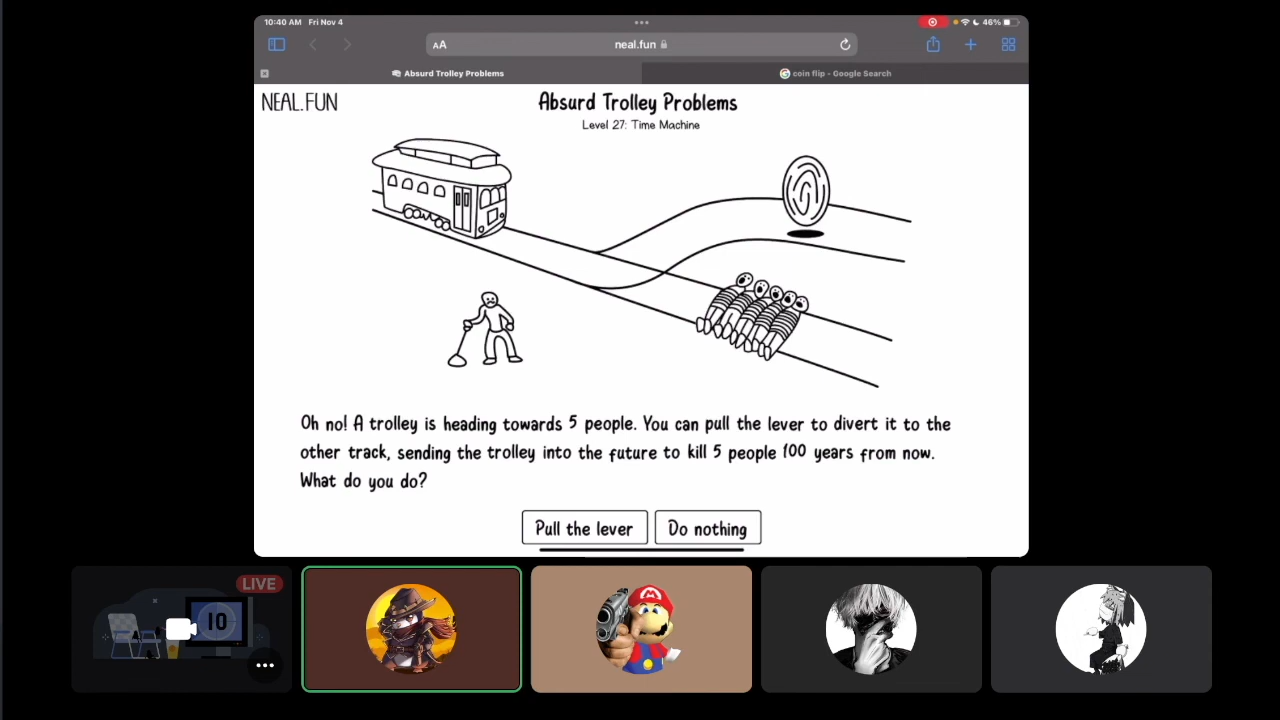 10:40 AM Fri Nov 4
46%
AA
neal.fun
Absurd Trolley Problems
coin flip - Google Search
NEAL.FUN
Absurd Trolley Problems
Level 27: Time Machine
Oh no! A trolley is heading towards 5 people. You can pull the lever to divert it to the
other track, sending the trolley into the future to kill 5 people 100 years from now.
What do you do?
Pull the lever
Do nothing
LIVE
10